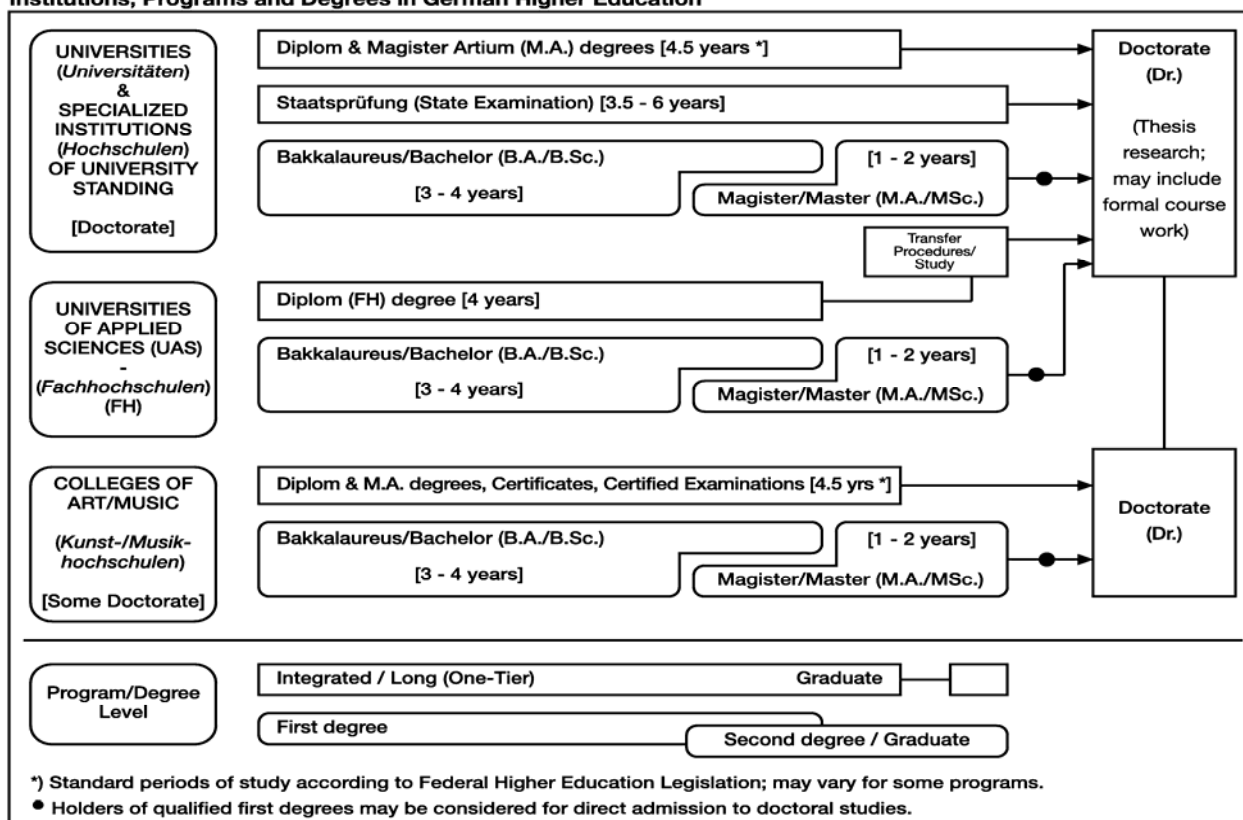 Institutions, Programs and Degrees in German Higher Education
UNIVERSITIES
(Universitäten)
&
SPECIALIZED
INSTITUTIONS
(Hochschulen)
OF UNIVERSITY
STANDING
[Doctorate]
Diplom & Magister Artium (M.A.) degrees [4.5 years *]
Staatsprüfung (State Examination) [3.5 - 6 years]
Bakkalaureus/Bachelor (B.A./B.Sc.)
[3 - 4 years]
[1 - 2 years]
Magister/Master (M.A./MSc.)
Transfer
Procedures/
Study
Doctorate
(Dr.)
(Thesis
research;
may include
formal course
work)
UNIVERSITIES
OF APPLIED
SCIENCES (UAS)
-
(Fachhochschulen)
(FH)
Diplom (FH) degree [4 years]
Bakkalaureus/Bachelor (B.A./B.Sc.)
[3 - 4 years]
[1 - 2 years]
Magister/Master (M.A./MSc.)
COLLEGES OF
ART/MUSIC
(Kunst-/Musik-
hochschulen)
[Some Doctorate]
Diplom & M.A. degrees, Certificates, Certified Examinations [4.5 yrs *]
Bakkalaureus/Bachelor (B.A./B.Sc.)
[3 - 4 years]
[1 - 2 years]
Magister/Master (M.A./MSc.)
Doctorate
(Dr.)
Program/Degree
Level
Integrated / Long (One-Tier) Graduate
First degree
Second degree / Graduate
*) Standard periods of study according to Federal Higher Education Legislation; may vary for some programs.
● Holders of qualified first degrees may be considered for direct admission to doctoral studies.